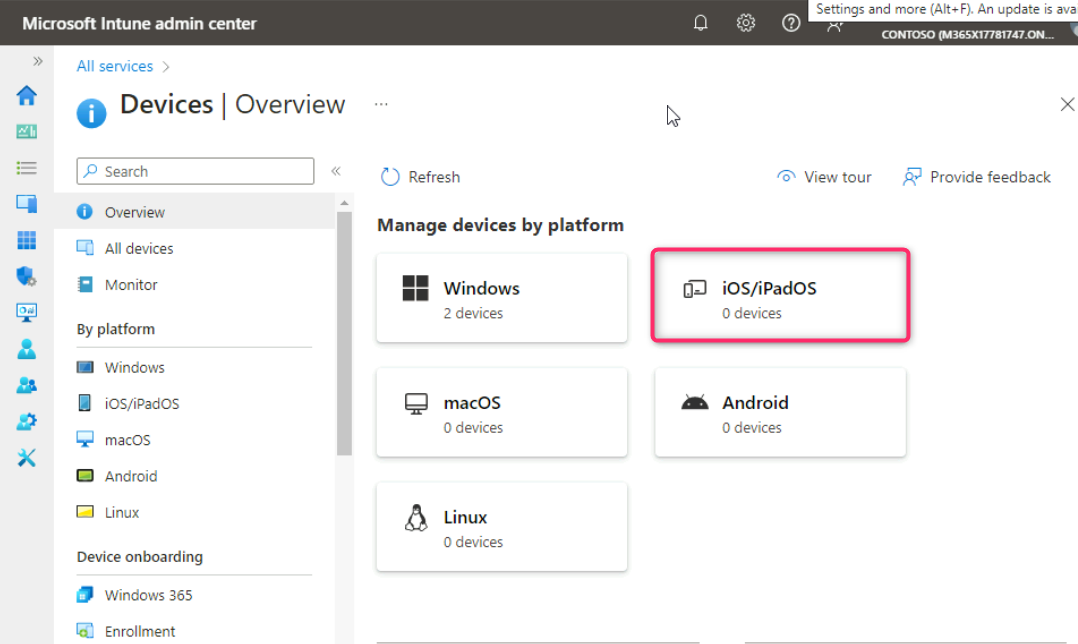 Microsoft Intune admin center
Settings and more (Alt+F). An update is ava
CONTOSO (M365X17781747.ON...
All services
Devices | Overview
...
Search
Refresh
View tour
Provide feedback
Overview
All devices
Monitor
By platform
Windows
iOS/iPadOS
macOS
Android
Linux
Device onboarding
Windows 365
Enrollment
Manage devices by platform
Windows
2 devices
iOS/iPadOS
0 devices
macOS
0 devices
Android
0 devices
Linux
0 devices